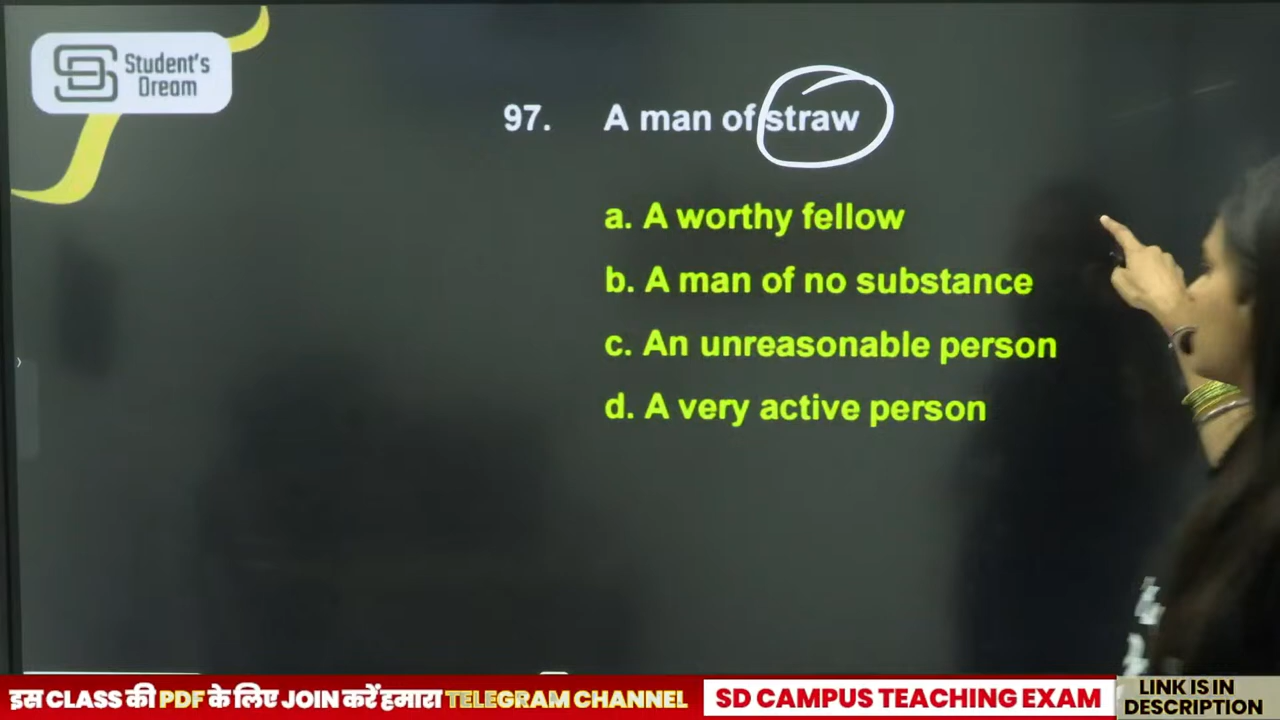 Student's
Dream
97. A man of straw
a. A worthy fellow
b. A man of no substance
c. An unreasonable person
d. A very active person
इस CLASS की PDF के लिए JOIN करें हमारा TELEGRAM CHANNEL
SD CAMPUS TEACHING EXAM
LINK IS IN
DESCRIPTION